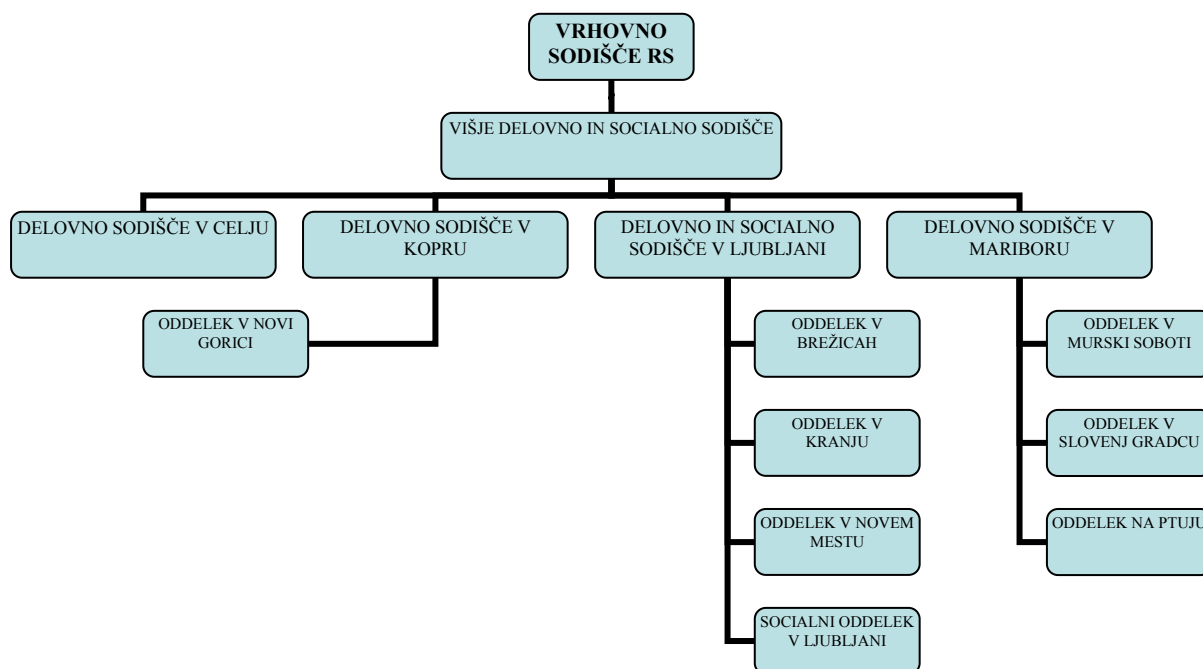 VRHOVNO
SODIŠČE RS
VIŠJE DELOVNO IN SOCIALNO SODIŠČE
DELOVNO SODIŠČE V CELJU
DELOVNO SODIŠČE V
KOPRU
DELOVNO IN SOCIALNO
SODIŠČE V LJUBLJANI
DELOVNO SODIŠČE V
MARIBORU
ODDELEK V NOVI
GORICI
ODDELEK V
BREŽICAH
ODDELEK V
MURSKI SOBOTI
ODDELEK V
KRANJU
ODDELEK V
SLOVENJ GRADCU
ODDELEK V NOVEM
MESTU
ODDELEK NA PTUJU
SOCIALNI ODDELEK
V LJUBLJANI